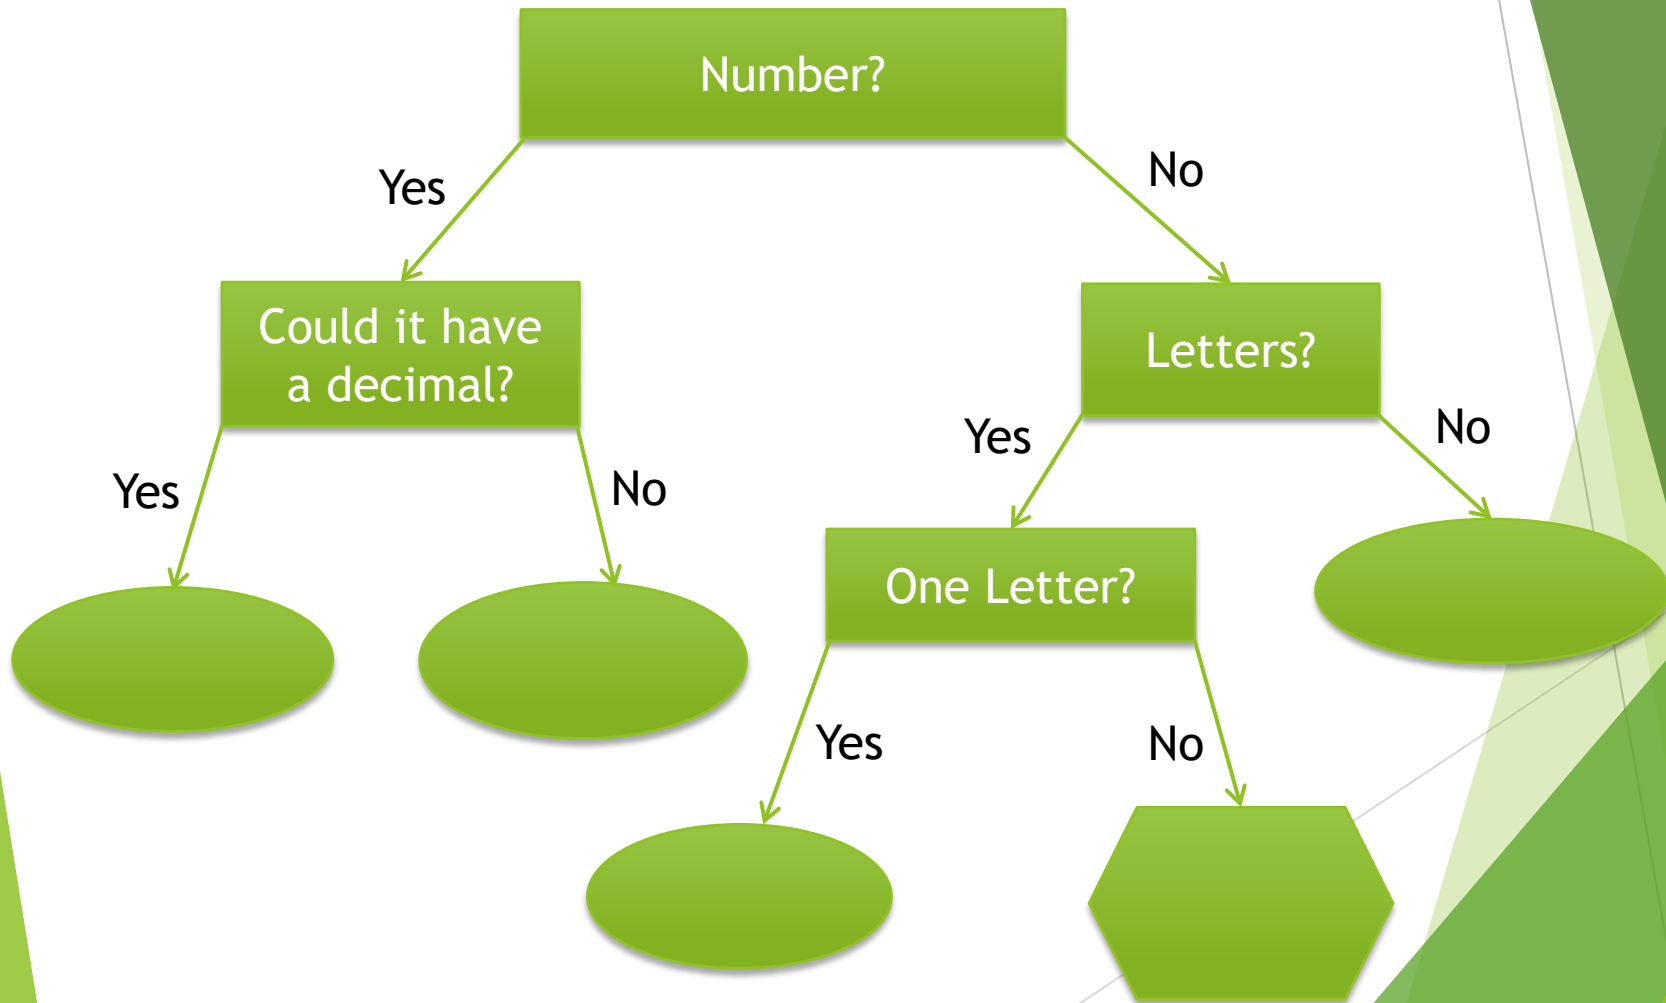 Number?
Yes
No
Could it have
a decimal?
Letters?
Yes
No
Yes
No
One Letter?
Yes
No